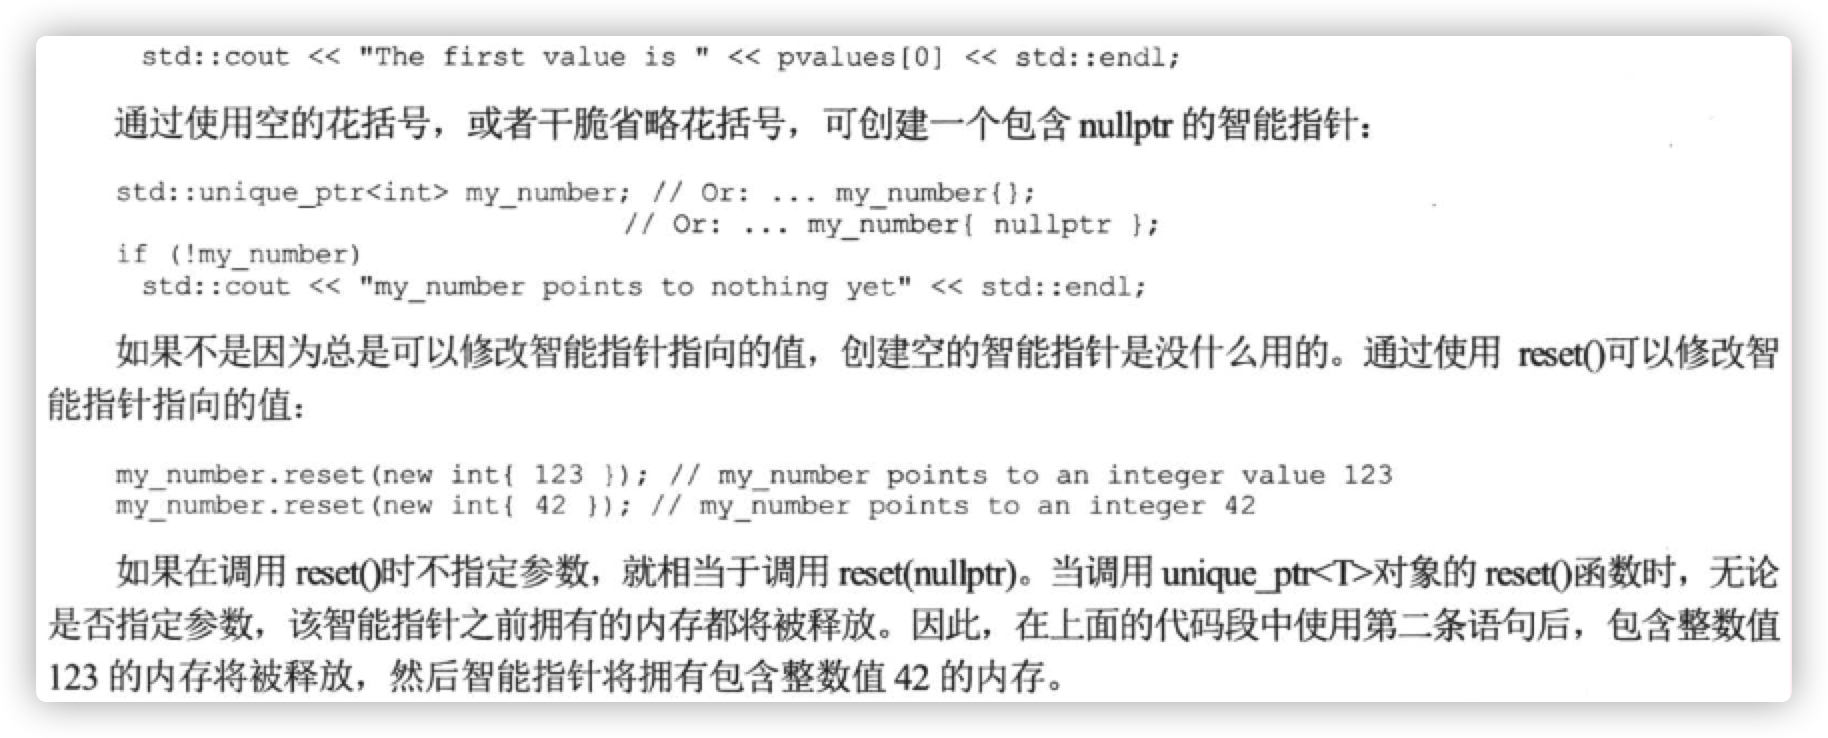 std::cout << "The first value is " << pvalues[0] << std::endl;
通过使用空的花括号，或者干脆省略花括号，可创建一个包含 nullptr 的智能指针：
std::unique_ptr<int> my_number; // Or: ... my_number{};
// Or: ... my_number{ nullptr };
if (!my_number)
std::cout << "my_number points to nothing yet" << std::endl;
如果不是因为总是可以修改智能指针指向的值，创建空的智能指针是没什么用的。通过使用 reset()可以修改智
能指针指向的值：
my_number.reset(new int{ 123 }); // my_number points to an integer value 123
my_number.reset(new int{ 42 }); // my_number points to an integer 42
如果在调用 reset()时不指定参数，就相当于调用 reset(nullptr)。当调用 unique_ptr<T>对象的 reset()函数时，无论
是否指定参数，该智能指针之前拥有的内存都将被释放。因此，在上面的代码段中使用第二条语句后，包含整数值
123 的内存将被释放，然后智能指针将拥有包含整数值 42 的内存。